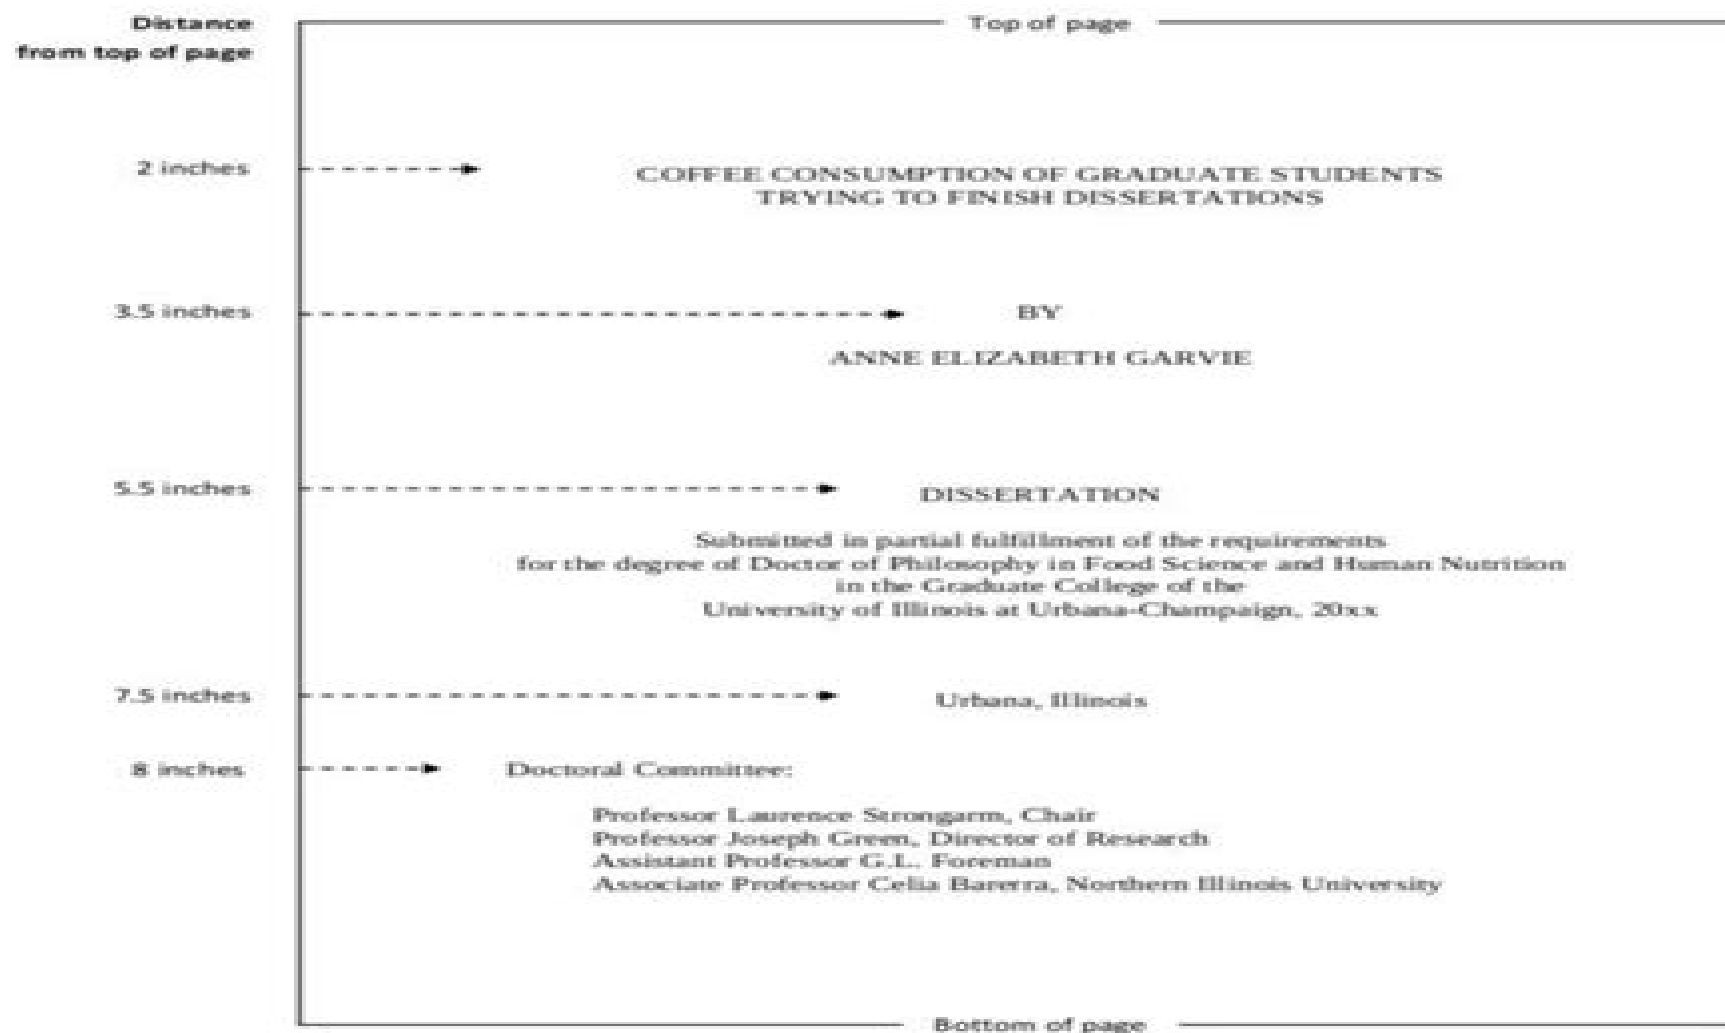 Distance
from top of page
Top of page
2 inches
COFFEE CONSUMPTION OF GRADUATE STUDENTS
TRYING TO FINISH DISSERTATIONS
3.5 inches
BY
ANNE ELIZABETH GARVIE
5.5 inches
DISSERTATION
Submitted in partial fulfillment of the requirements
for the degree of Doctor of Philosophy in Food Science and Human Nutrition
in the Graduate College of the
University of Illinois at Urbana-Champaign, 20xx
7.5 inches
Urbana, Illinois
8 inches
Doctoral Committee:
Professor Laurence Strongarm, Chair
Professor Joseph Green, Director of Research
Assistant Professor G.L. Foreman
Associate Professor Celia Barerra, Northern Illinois University
Bottom of page